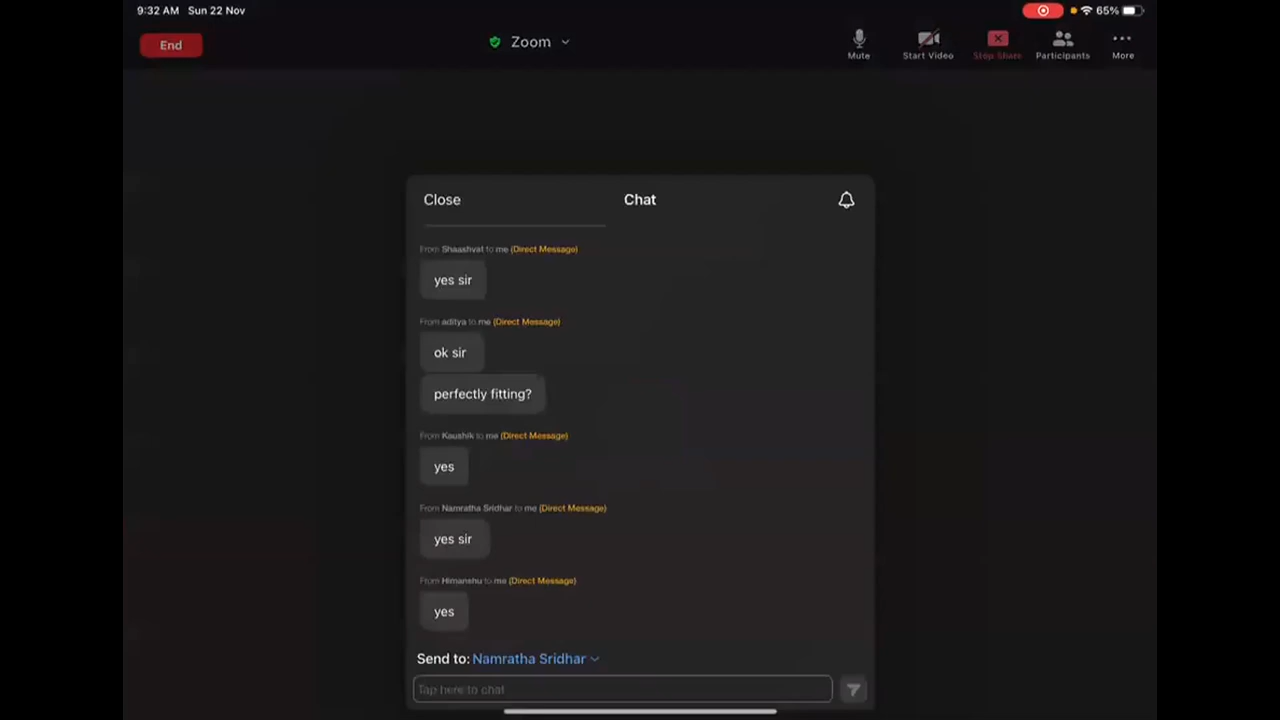 9:32 AM Sun 22 Nov
65%
End
Zoom
Mute
Start Video
Stop Share
Participants
More
Close
Chat
From Shaashvat to me (Direct Message)
yes sir
From aditya to me (Direct Message)
ok sir
perfectly fitting?
From Kaushik to me (Direct Message)
yes
From Namratha Sridhar to me (Direct Message)
yes sir
From Himanshu to me (Direct Message)
yes
Send to: Namratha Sridhar
Tap here to chat